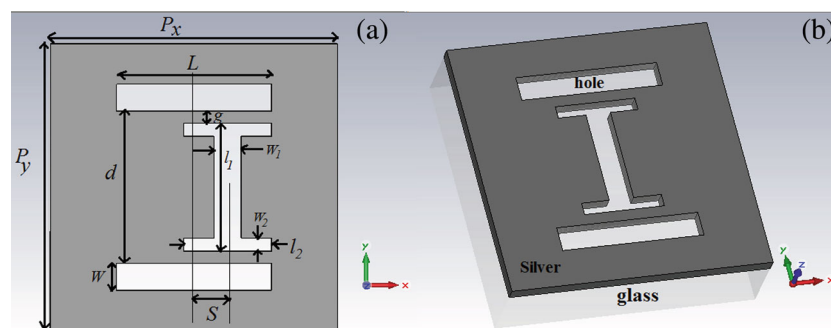 (a)
P_x
L
g
P_y
d
l_1
W_1
W_2
l_2
W
S
y
z
x
(b)
hole
Silver
glass
y
z
x